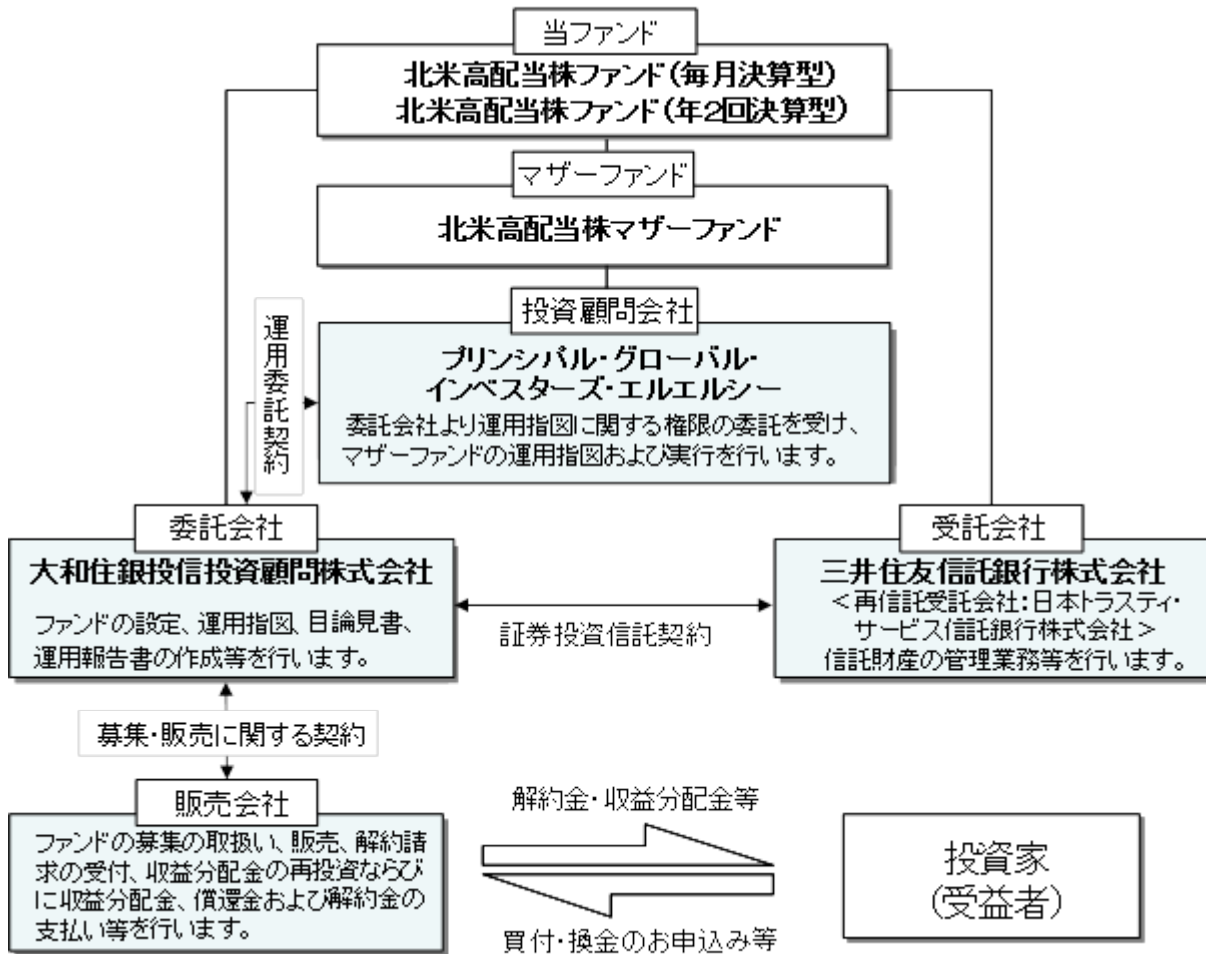 当ファンド
北米高配当株ファンド(毎月決算型)
北米高配当株ファンド(年2回決算型)
マザーファンド
北米高配当株マザーファンド
投資顧問会社
プリンシパル・グローバル・
インベスターズ・エルエルシー
委託会社より運用指図に関する権限の委託を受け、
マザーファンドの運用指図および実行を行います。
運用委託契約
委託会社
大和住銀投信投資顧問株式会社
ファンドの設定、運用指図、目論見書、
運用報告書の作成等を行います。
証券投資信託契約
受託会社
三井住友信託銀行株式会社
<再信託受託会社:日本トラスティ・
サービス信託銀行株式会社>
信託財産の管理業務等を行います。
募集・販売に関する契約
販売会社
ファンドの募集の取扱い、販売、解約請
求の受付、収益分配金の再投資ならび
に収益分配金、償還金および解約金の
支払い等を行います。
解約金・収益分配金等
買付・換金のお申込み等
投資家
(受益者)